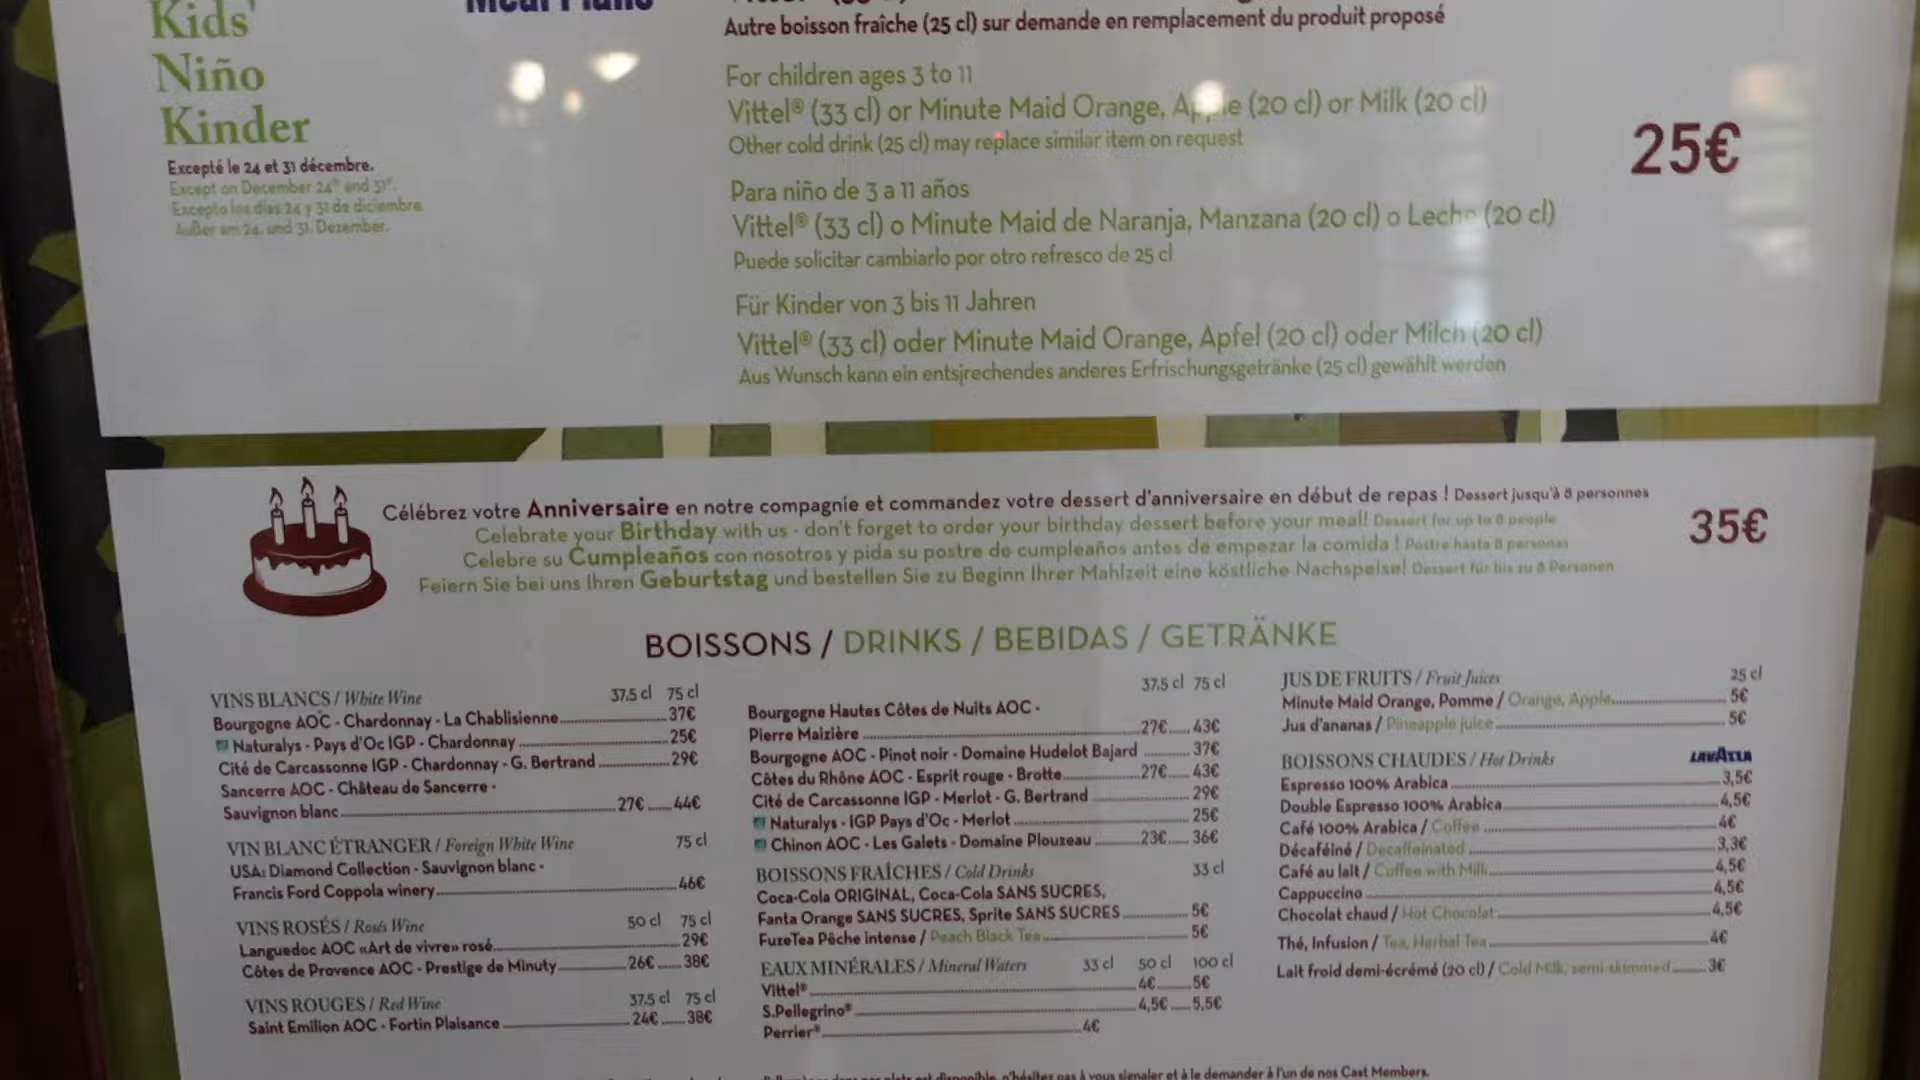 Kids'
Niño
Kinder
Excepté le 24 et 31 décembre.
Except on December 24th and 31st.
Excepto los días 24 y 31 de diciembre.
Außer am 24. und 31. Dezember.
Autre boisson fraîche (25 cl) sur demande en remplacement du produit proposé
For children ages 3 to 11
Vittel® (33 cl) or Minute Maid Orange, Apple (20 cl) or Milk (20 cl)
Other cold drink (25 cl) may replace similar item on request
Para niño de 3 a 11 años
Vittel® (33 cl) o Minute Maid de Naranja, Manzana (20 cl) o Leche (20 cl)
Puede solicitar cambiarlo por otro refresco de 25 cl
Für Kinder von 3 bis 11 Jahren
Vittel® (33 cl) oder Minute Maid Orange, Apfel (20 cl) oder Milch (20 cl)
Aus Wunsch kann ein entsjrechendes anderes Erfrischungsgetränke (25 cl) gewählt werden
25€
Célébrez votre Anniversaire en notre compagnie et commandez votre dessert d'anniversaire en début de repas ! Dessert jusqu'à 8 personnes
Celebrate your Birthday with us - don't forget to order your birthday dessert before your meal! Dessert for up to 8 people
Celebre su Cumpleaños con nosotros y pida su postre de cumpleaños antes de empezar la comida ! Postre hasta 8 personas
Feiern Sie bei uns Ihren Geburtstag und bestellen Sie zu Beginn Ihrer Mahlzeit eine köstliche Nachspeise! Dessert für bis zu 8 Personen
35€
BOISSONS / DRINKS / BEBIDAS / GETRÄNKE
VINS BLANCS / White Wine 37.5 cl 75 cl
Bourgogne AOC - Chardonnay - La Chablisienne 37€
Naturalys - Pays d'Oc IGP - Chardonnay 25€
Cité de Carcassonne IGP - Chardonnay - G. Bertrand 29€
Sancerre AOC - Château de Sancerre -
Sauvignon blanc 27€ 44€
VIN BLANC ÉTRANGER / Foreign White Wine 75 cl
USA: Diamond Collection - Sauvignon blanc -
Francis Ford Coppola winery 46€
VINS ROSÉS / Rosés Wine 50 cl 75 cl
Languedoc AOC «Art de vivre» rosé 29€
Côtes de Provence AOC - Prestige de Minuty 26€ 38€
VINS ROUGES / Red Wine 37.5 cl 75 cl
Saint Emilion AOC - Fortin Plaisance 24€ 38€
37.5 cl 75 cl
Bourgogne Hautes Côtes de Nuits AOC -
Pierre Maizière 27€ 43€
Bourgogne AOC - Pinot noir - Domaine Hudelot Bajard 37€
Côtes du Rhône AOC - Esprit rouge - Brotte 27€ 43€
Cité de Carcassonne IGP - Merlot - G. Bertrand 29€
Naturalys - IGP Pays d'Oc - Merlot 25€
Chinon AOC - Les Galets - Domaine Plouzeau 23€ 36€
BOISSONS FRAÎCHES / Cold Drinks 33 cl
Coca-Cola ORIGINAL, Coca-Cola SANS SUCRES,
Fanta Orange SANS SUCRES, Sprite SANS SUCRES 5€
FuzeTea Pêche intense / Peach Black Tea 5€
EAUX MINÉRALES / Mineral Waters 33 cl 50 cl 100 cl
Vittel® 4€ 5€
S.Pellegrino® 4,5€ 5,5€
Perrier® 4€
JUS DE FRUITS / Fruit Juices 25 cl
Minute Maid Orange, Pomme / Orange, Apple 5€
Jus d'ananas / Pineapple juice 5€
BOISSONS CHAUDES / Hot Drinks LAVAZZA
Espresso 100% Arabica 3,5€
Double Espresso 100% Arabica 4,5€
Café 100% Arabica / Coffee 4€
Décaféiné / Decaffeinated 3,3€
Café au lait / Coffee with Milk 4,5€
Cappuccino 4,5€
Chocolat chaud / Hot Chocolat 4,5€
Thé, Infusion / Tea, Herbal Tea 4€
Lait froid demi-écrémé (20 cl) / Cold Milk, semi-skimmed 3€
disponible, n'hésitez pas à vous signaler et à le demander à l'un de nos Cast Members.